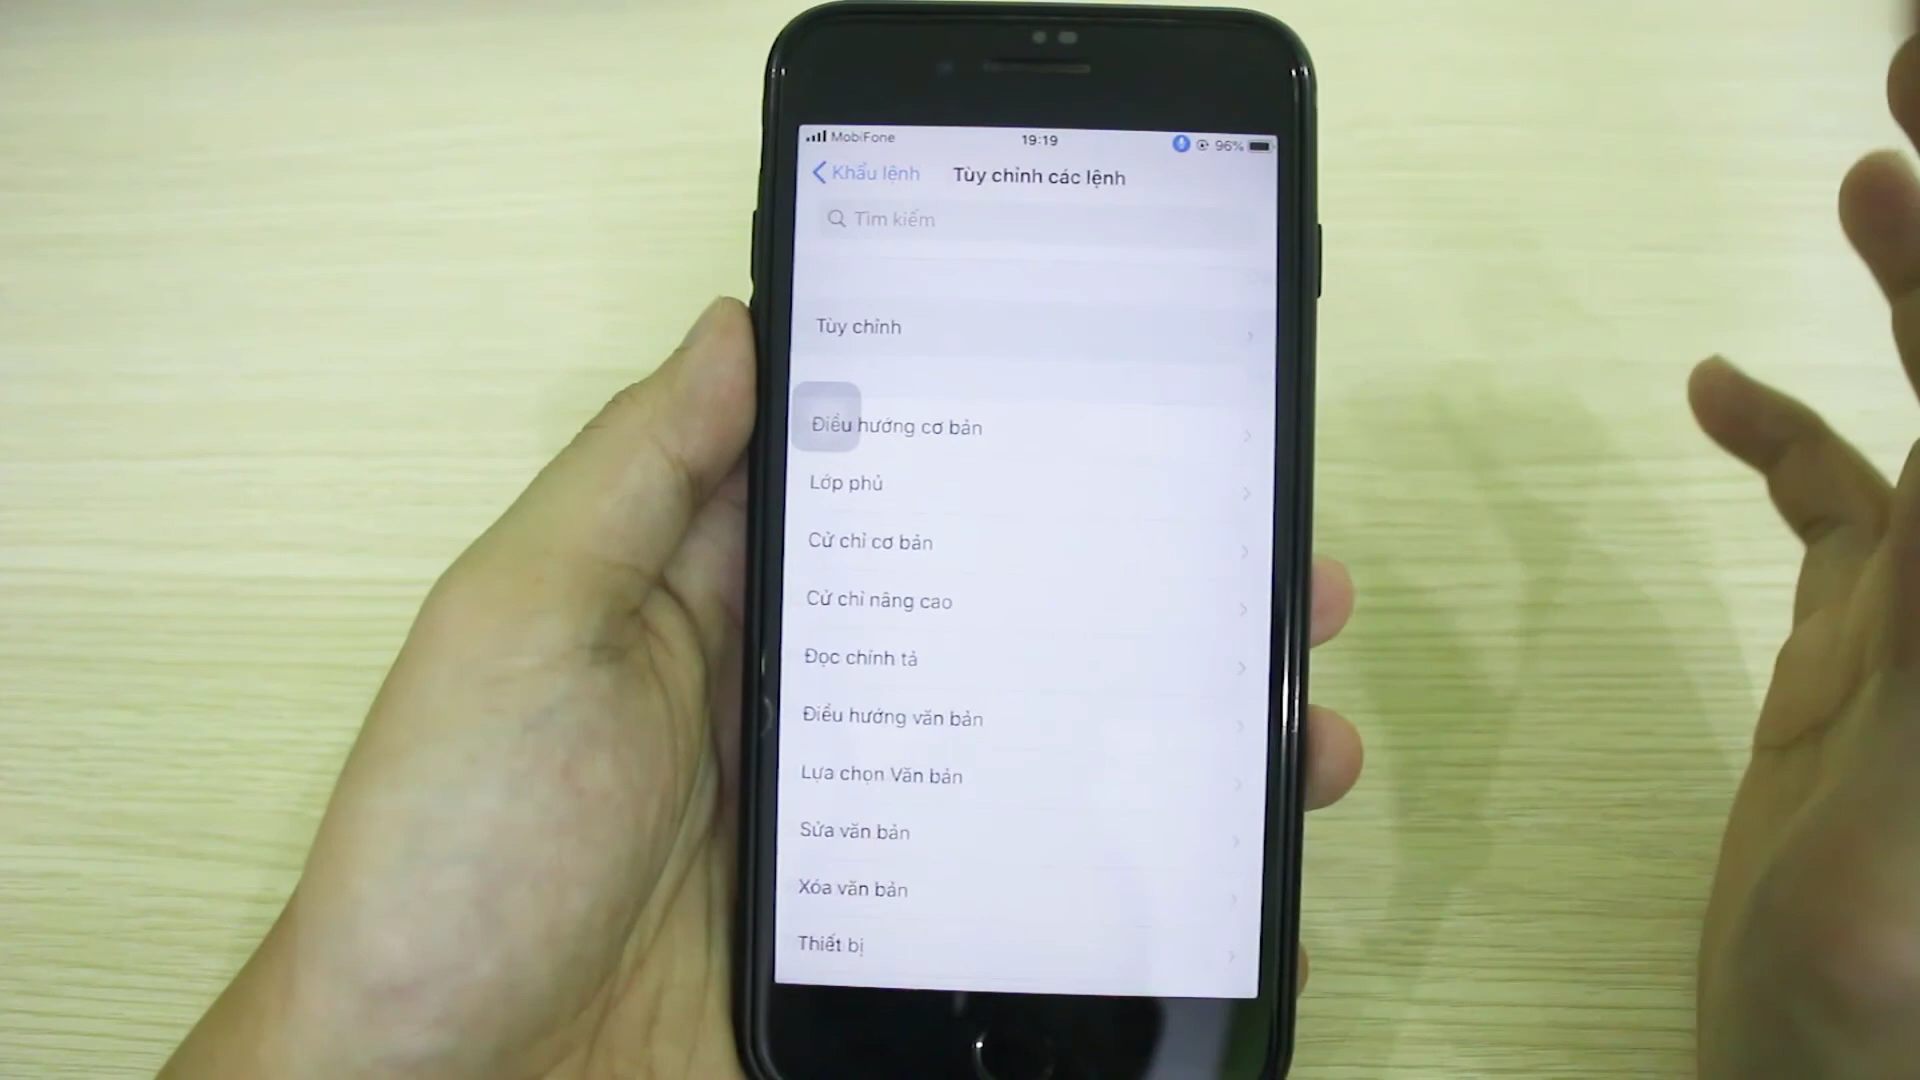 MobiFone 19:19 96%
Khẩu lệnh Tùy chỉnh các lệnh
Tìm kiếm
Tùy chỉnh
Điều hướng cơ bản
Lớp phủ
Cử chỉ cơ bản
Cử chỉ nâng cao
Đọc chính tả
Điều hướng văn bản
Lựa chọn Văn bản
Sửa văn bản
Xóa văn bản
Thiết bị